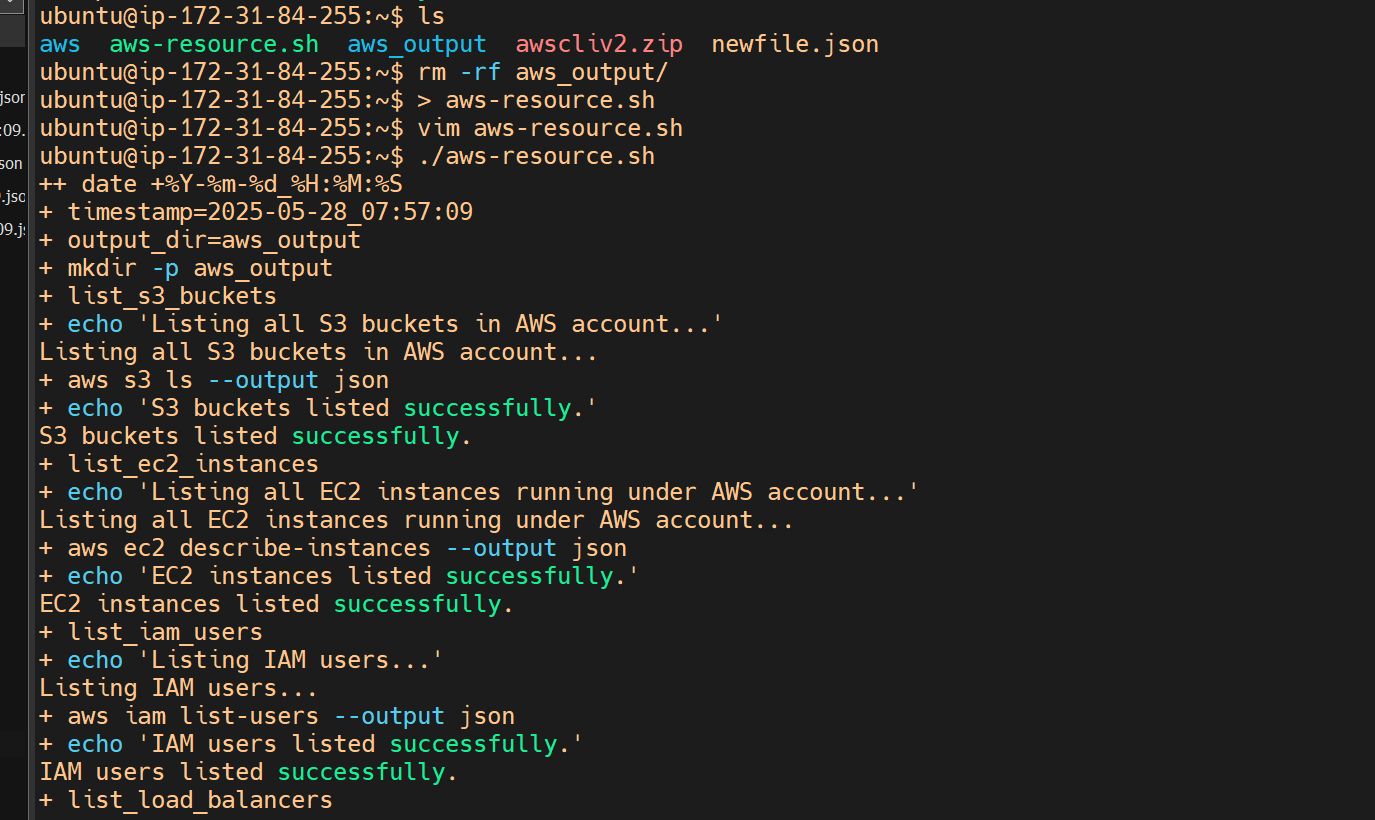 ubuntu@ip-172-31-84-255:~$ ls
aws  aws-resource.sh  aws_output  awscliv2.zip  newfile.json
ubuntu@ip-172-31-84-255:~$ rm -rf aws_output/
json
ubuntu@ip-172-31-84-255:~$ > aws-resource.sh
:09.
ubuntu@ip-172-31-84-255:~$ vim aws-resource.sh
son
ubuntu@ip-172-31-84-255:~$ ./aws-resource.sh
++ date +%Y-%m-%d_%H:%M:%S
.jso
+ timestamp=2025-05-28_07:57:09
09.j
+ output_dir=aws_output
+ mkdir -p aws_output
+ list_s3_buckets
+ echo 'Listing all S3 buckets in AWS account...'
Listing all S3 buckets in AWS account...
+ aws s3 ls --output json
+ echo 'S3 buckets listed successfully.'
S3 buckets listed successfully.
+ list_ec2_instances
+ echo 'Listing all EC2 instances running under AWS account...'
Listing all EC2 instances running under AWS account...
+ aws ec2 describe-instances --output json
+ echo 'EC2 instances listed successfully.'
EC2 instances listed successfully.
+ list_iam_users
+ echo 'Listing IAM users...'
Listing IAM users...
+ aws iam list-users --output json
+ echo 'IAM users listed successfully.'
IAM users listed successfully.
+ list_load_balancers